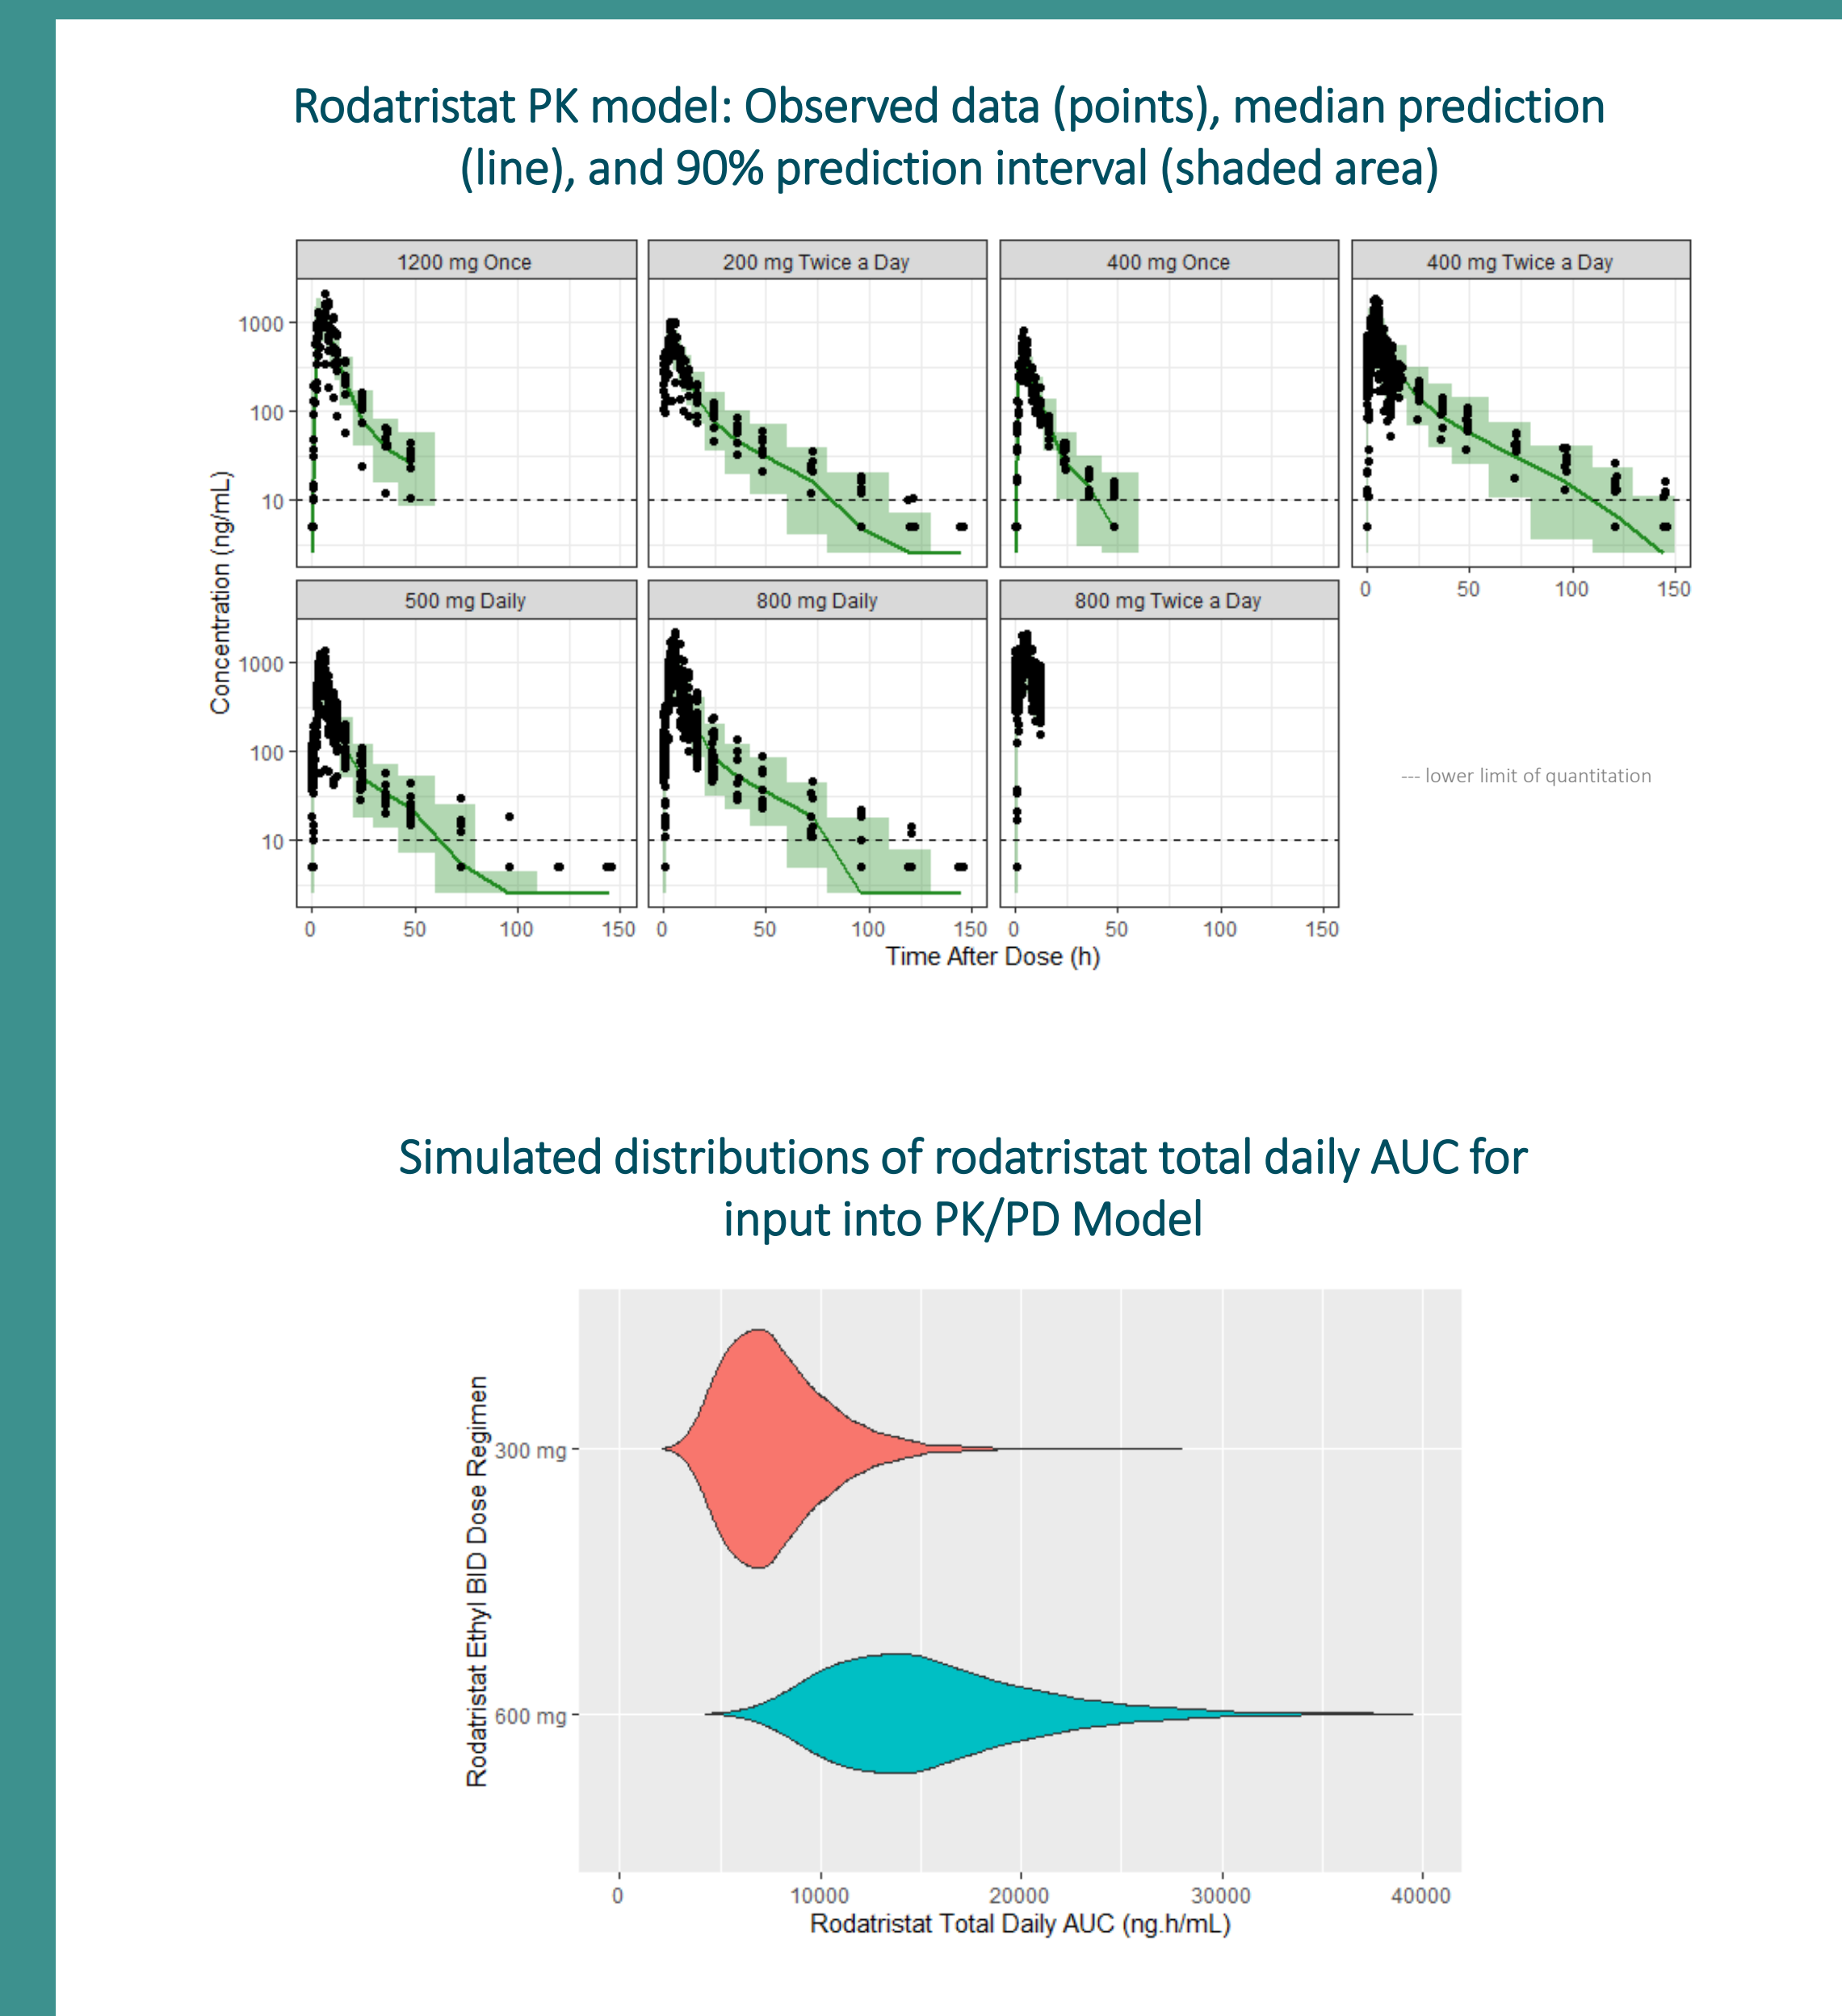 Rodatristat PK model: Observed data (points), median prediction
(line), and 90% prediction interval (shaded area)
1200 mg Once
200 mg Twice a Day
400 mg Once
400 mg Twice a Day
1000
100
10
0 50 100 150
Concentration (ng/mL)
500 mg Daily
800 mg Daily
800 mg Twice a Day
1000
100
10
--- lower limit of quantitation
0 50 100 150
0 50 100 150
0 50 100 150
Time After Dose (h)
Simulated distributions of rodatristat total daily AUC for
input into PK/PD Model
Rodatristat Ethyl BID Dose Regimen
300 mg
600 mg
0 10000 20000 30000 40000
Rodatristat Total Daily AUC (ng.h/mL)